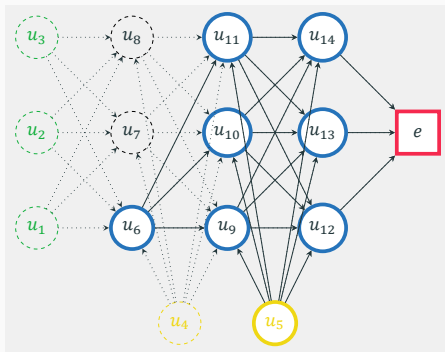 u₃ u₈ u₁₁ u₁₄
u₂ u₇ u₁₀ u₁₃ e
u₁ u₆ u₉ u₁₂
u₄ u₅